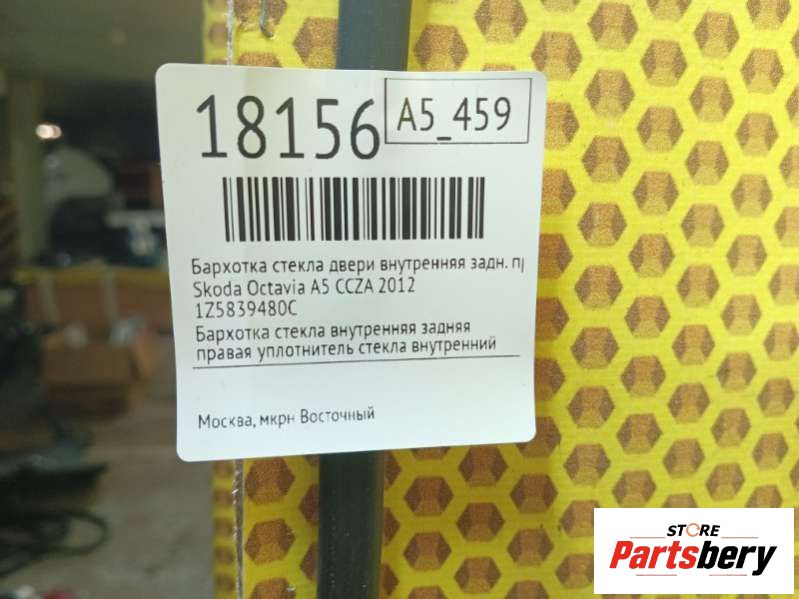 18156
A5_459
Бархотка стекла двери внутренняя задн. п
Skoda Octavia A5 CCZA 2012
1Z5839480C
Бархотка стекла внутренняя задняя
правая уплотнитель стекла внутренний
Москва, мкрн Восточный
STORE
Partsbery